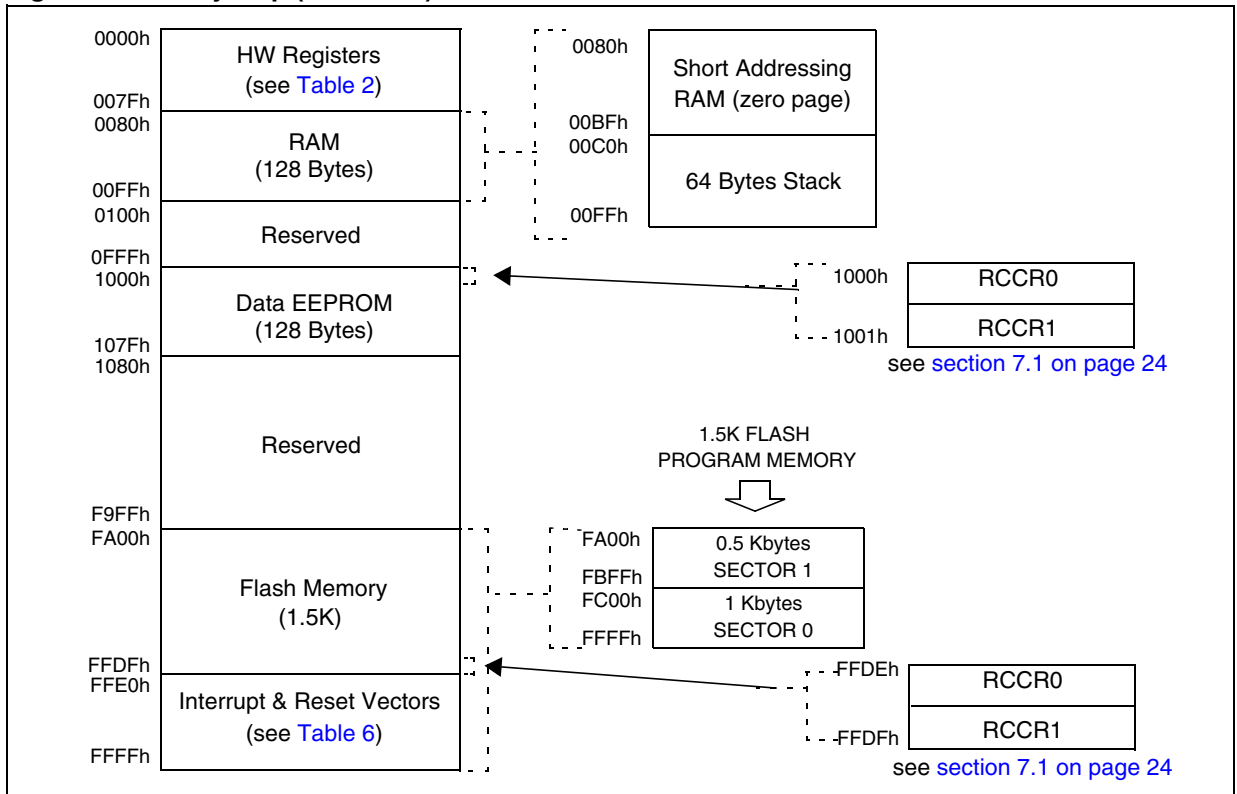 0000h
HW Registers
(see Table 2)
007Fh
0080h
RAM
(128 Bytes)
00FFh
0100h
Reserved
0FFFh
1000h
Data EEPROM
(128 Bytes)
107Fh
1080h
Reserved
F9FFh
FA00h
Flash Memory
(1.5K)
FFDFh
FFE0h
Interrupt & Reset Vectors
(see Table 6)
FFFFh
0080h
Short Addressing
RAM (zero page)
00BFh
00C0h
64 Bytes Stack
00FFh
1000h
RCCR0
RCCR1
1001h
see section 7.1 on page 24
1.5K FLASH
PROGRAM MEMORY
FA00h
0.5 Kbytes
SECTOR 1
FBFFh
FC00h
1 Kbytes
SECTOR 0
FFFFh
FFDEh
RCCR0
RCCR1
FFDFh
see section 7.1 on page 24